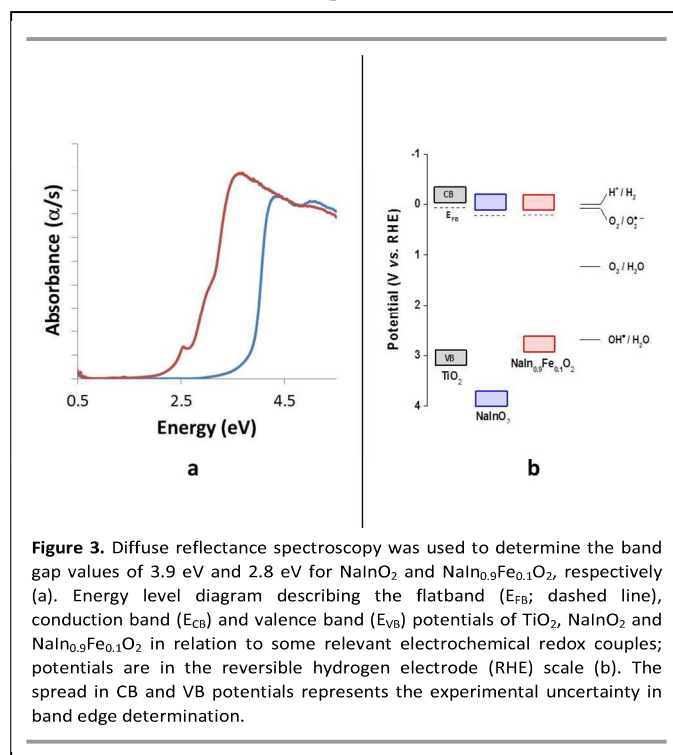 Absorbance (α/s)
0.5
2.5
4.5
Energy (eV)
a
Potential (V vs. RHE)
-1
0
1
2
3
4
CB
E_FB
VB
TiO₂
NaInO₂
NaIn₀.₉Fe₀.₁O₂
H⁺ / H₂
O₂ / O₂•⁻
O₂ / H₂O
OH• / H₂O
b
Figure 3. Diffuse reflectance spectroscopy was used to determine the band
gap values of 3.9 eV and 2.8 eV for NaInO₂ and NaIn₀.₉Fe₀.₁O₂, respectively
(a). Energy level diagram describing the flatband (E_FB; dashed line),
conduction band (E_CB) and valence band (E_VB) potentials of TiO₂, NaInO₂ and
NaIn₀.₉Fe₀.₁O₂ in relation to some relevant electrochemical redox couples;
potentials are in the reversible hydrogen electrode (RHE) scale (b). The
spread in CB and VB potentials represents the experimental uncertainty in
band edge determination.